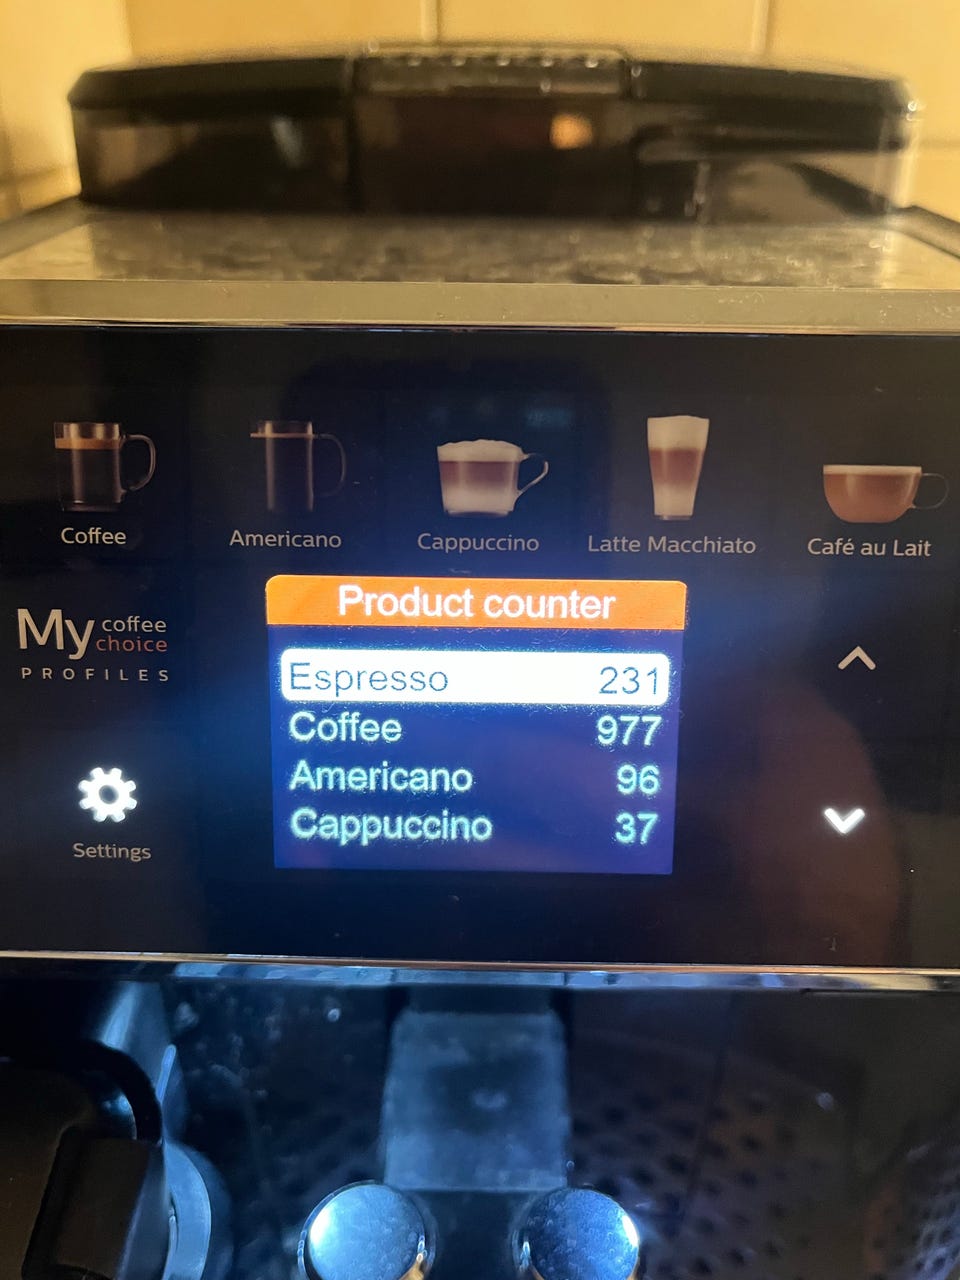 Coffee
Americano
Cappuccino
Latte Macchiato
Café au Lait
My coffee choice
PROFILES
Settings
Product counter
Espresso 231
Coffee 977
Americano 96
Cappuccino 37